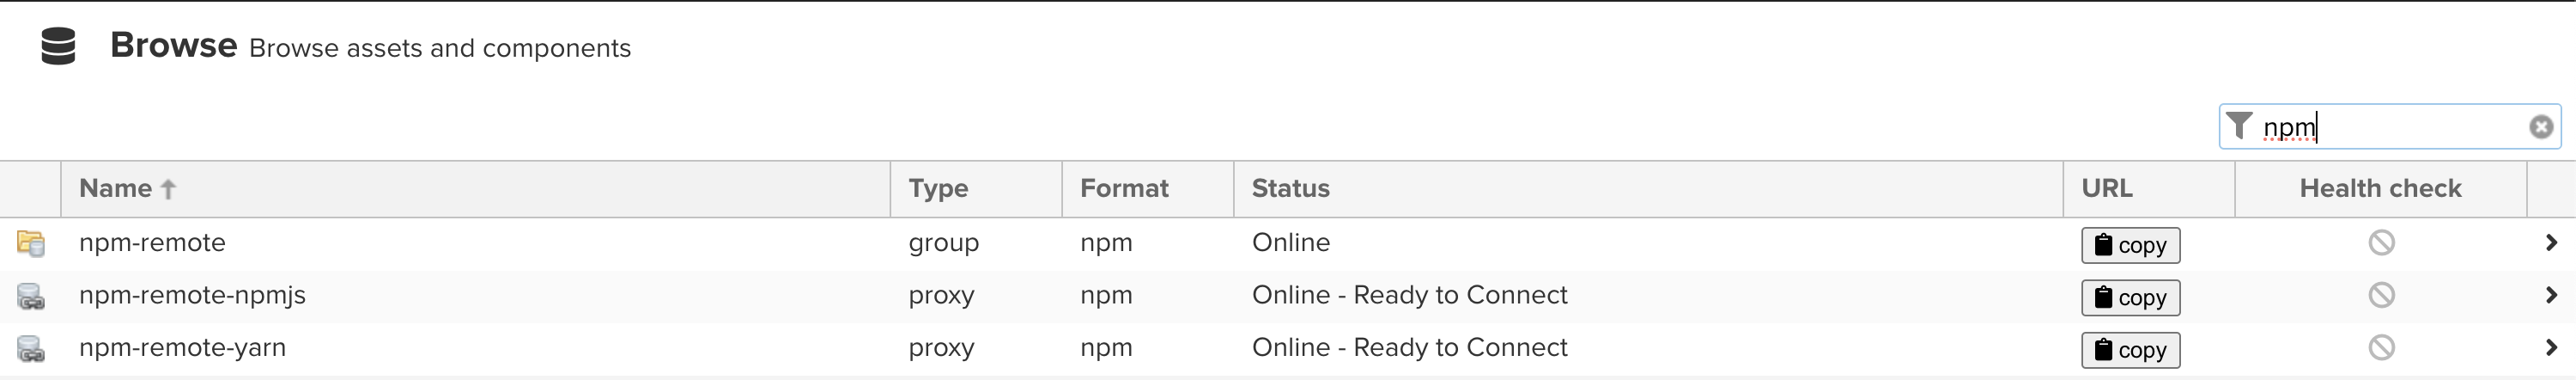 Browse Browse assets and components
npm
Name Type Format Status URL Health check
npm-remote group npm Online copy
npm-remote-npmjs proxy npm Online - Ready to Connect copy
npm-remote-yarn proxy npm Online - Ready to Connect copy